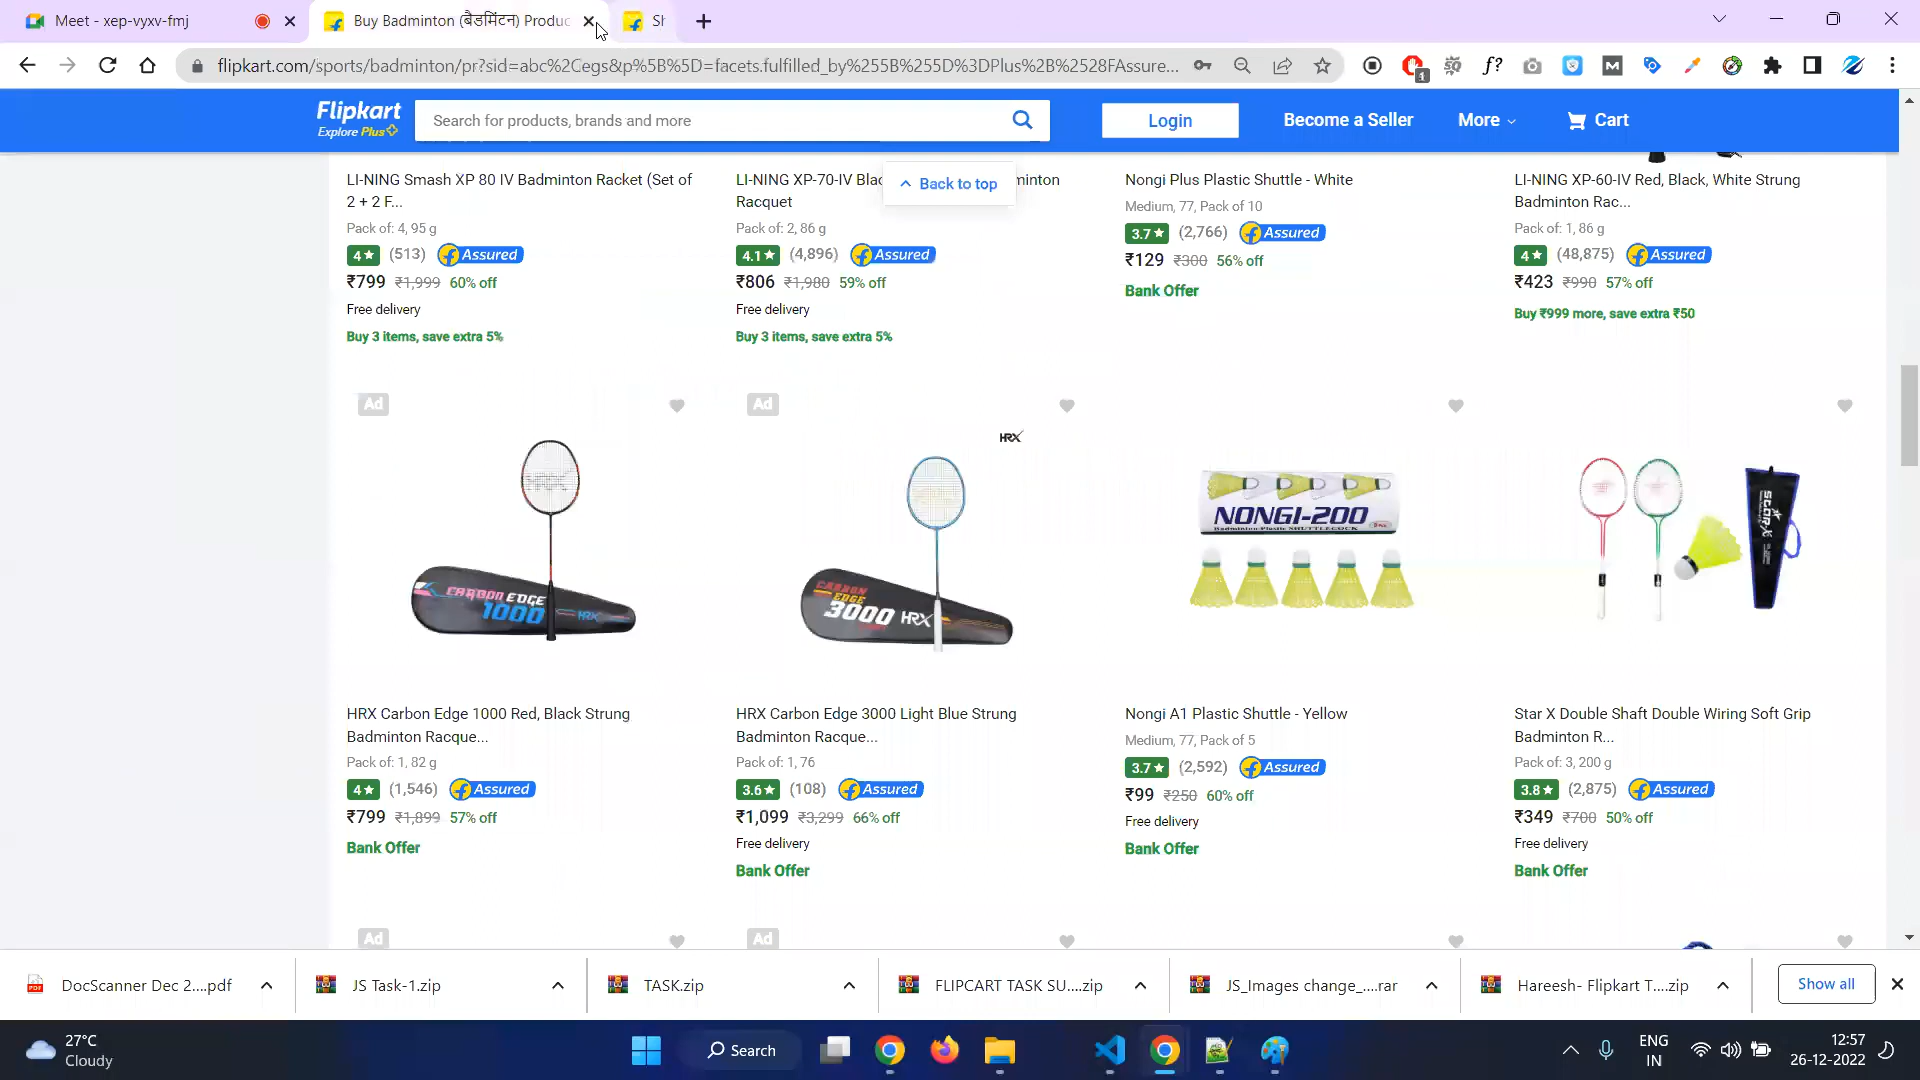 Meet - xep-vyxv-fmj
Buy Badminton (बैडमिंटन) Produc
Sh
flipkart.com/sports/badminton/pr?sid=abc%2Cegs&p%5B%5D=facets.fulfilled_by%255B%255D%3DPlus%2B%2528FAssure...
1
Flipkart
Explore Plus
Search for products, brands and more
Login
Become a Seller
More
Cart
Back to top
LI-NING Smash XP 80 IV Badminton Racket (Set of
2 + 2 F...
Pack of: 4, 95 g
4★ (513) Assured
₹799 ₹1,999 60% off
Free delivery
Buy 3 items, save extra 5%
LI-NING XP-70-IV Blac minton
Racquet
Pack of: 2, 86 g
4.1★ (4,896) Assured
₹806 ₹1,980 59% off
Free delivery
Buy 3 items, save extra 5%
Nongi Plus Plastic Shuttle - White
Medium, 77, Pack of 10
3.7★ (2,766) Assured
₹129 ₹300 56% off
Bank Offer
LI-NING XP-60-IV Red, Black, White Strung
Badminton Rac...
Pack of: 1, 86 g
4★ (48,875) Assured
₹423 ₹990 57% off
Buy ₹999 more, save extra ₹50
Ad
CARBON EDGE
1000 HRX
HRX Carbon Edge 1000 Red, Black Strung
Badminton Racque...
Pack of: 1, 82 g
4★ (1,546) Assured
₹799 ₹1,899 57% off
Bank Offer
Ad
HRX
CARBON
EDGE
3000 HRX
HRX Carbon Edge 3000 Light Blue Strung
Badminton Racque...
Pack of: 1, 76
3.6★ (108) Assured
₹1,099 ₹3,299 66% off
Free delivery
Bank Offer
NONGI-200
Badminton Plastic SHUTTLECOCK
Nongi A1 Plastic Shuttle - Yellow
Medium, 77, Pack of 5
3.7★ (2,592) Assured
₹99 ₹250 60% off
Free delivery
Bank Offer
STAR X
Star X Double Shaft Double Wiring Soft Grip
Badminton R...
Pack of: 3, 200 g
3.8★ (2,875) Assured
₹349 ₹700 50% off
Free delivery
Bank Offer
Ad
Ad
DocScanner Dec 2....pdf
JS Task-1.zip
TASK.zip
FLIPCART TASK SU....zip
JS_Images change_....rar
Hareesh- Flipkart T....zip
Show all
27°C
Cloudy
Search
ENG
IN
12:57
26-12-2022